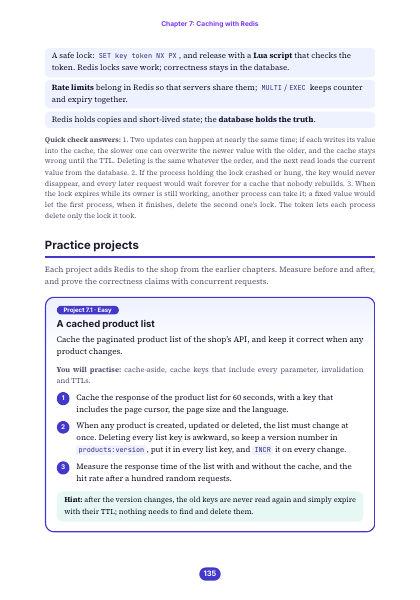 Chapter 7: Caching with Redis
A safe lock: SET key token NX PX, and release with a Lua script that checks the
token. Redis locks save work; correctness stays in the database.
Rate limits belong in Redis so that servers share them; MULTI / EXEC keeps counter
and expiry together.
Redis holds copies and short-lived state; the database holds the truth.
Quick check answers: 1. Two updates can happen at nearly the same time; if each writes its value
into the cache, the slower one can overwrite the newer value with the older, and the cache stays
wrong until the TTL. Deleting is the same whatever the order, and the next read loads the current
value from the database. 2. If the process holding the lock crashed or hung, the key would never
disappear, and every later request would wait forever for a cache that nobody rebuilds. 3. When
the lock expires while its owner is still working, another process can take it; a fixed value would
let the first process, when it finishes, delete the second one's lock. The token lets each process
delete only the lock it took.
Practice projects
Each project adds Redis to the shop from the earlier chapters. Measure before and after,
and prove the correctness claims with concurrent requests.
Project 7.1 · Easy
A cached product list
Cache the paginated product list of the shop's API, and keep it correct when any
product changes.
You will practise: cache-aside, cache keys that include every parameter, invalidation
and TTLs.
1 Cache the response of the product list for 60 seconds, with a key that
includes the page cursor, the page size and the language.
2 When any product is created, updated or deleted, the list must change at
once. Deleting every list key is awkward, so keep a version number in
products:version, put it in every list key, and INCR it on every change.
3 Measure the response time of the list with and without the cache, and the
hit rate after a hundred random requests.
Hint: after the version changes, the old keys are never read again and simply expire
with their TTL; nothing needs to find and delete them.
135